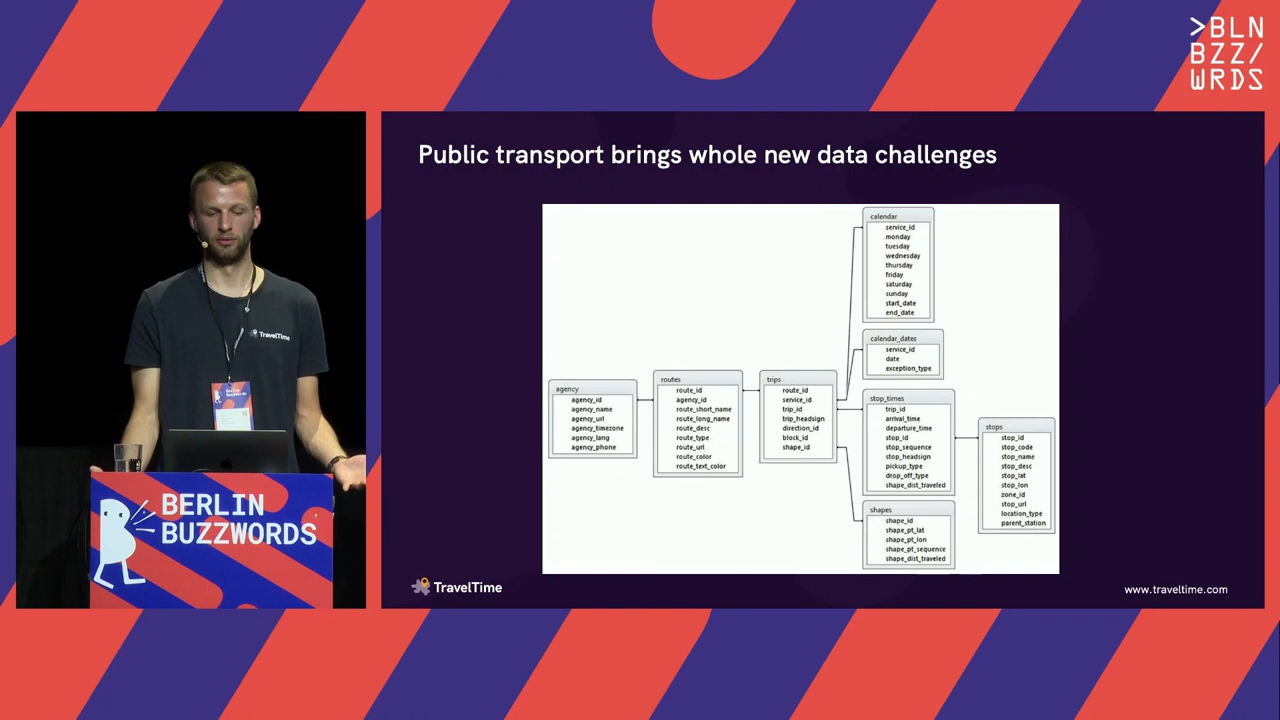 >BLN
BZZ/
WRDS
Public transport brings whole new data challenges
calendar
service_id
monday
tuesday
wednesday
thursday
friday
saturday
sunday
start_date
end_date
calendar_dates
service_id
date
exception_type
agency
agency_id
agency_name
agency_url
agency_timezone
agency_lang
agency_phone
routes
route_id
agency_id
route_short_name
route_long_name
route_desc
route_type
route_url
route_color
route_text_color
trips
route_id
service_id
trip_id
trip_headsign
direction_id
block_id
shape_id
stop_times
trip_id
arrival_time
departure_time
stop_id
stop_sequence
stop_headsign
pickup_type
drop_off_type
shape_dist_traveled
stops
stop_id
stop_code
stop_name
stop_desc
stop_lat
stop_lon
zone_id
stop_url
location_type
parent_station
shapes
shape_id
shape_pt_lat
shape_pt_lon
shape_pt_sequence
shape_dist_traveled
TravelTime
www.traveltime.com
TravelTime
BERLIN
BUZZWORDS